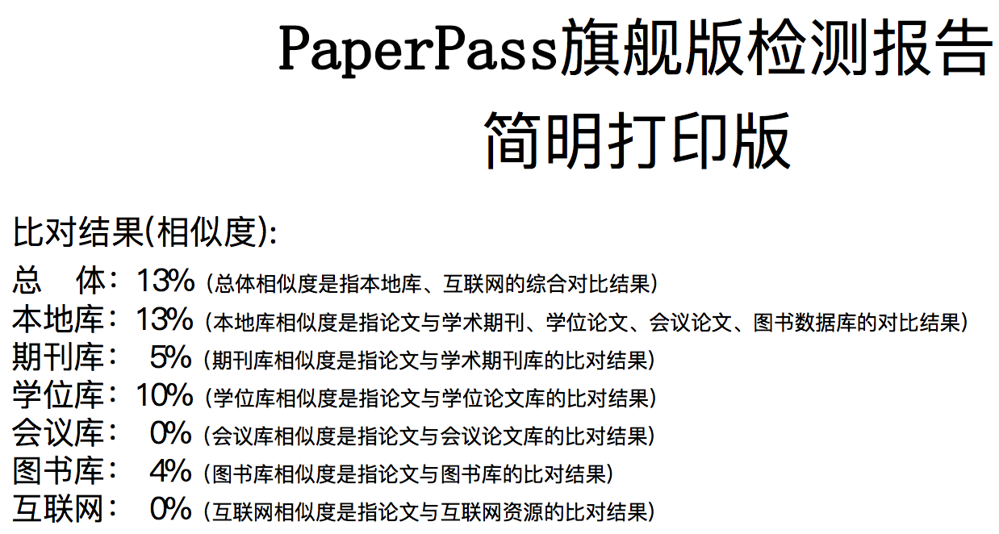 PaperPass旗舰版检测报告
简明打印版
比对结果(相似度):
总 体：13% (总体相似度是指本地库、互联网的综合对比结果)
本地库：13% (本地库相似度是指论文与学术期刊、学位论文、会议论文、图书数据库的对比结果)
期刊库： 5% (期刊库相似度是指论文与学术期刊库的比对结果)
学位库：10% (学位库相似度是指论文与学位论文库的比对结果)
会议库： 0% (会议库相似度是指论文与会议论文库的比对结果)
图书库： 4% (图书库相似度是指论文与图书库的比对结果)
互联网： 0% (互联网相似度是指论文与互联网资源的比对结果)